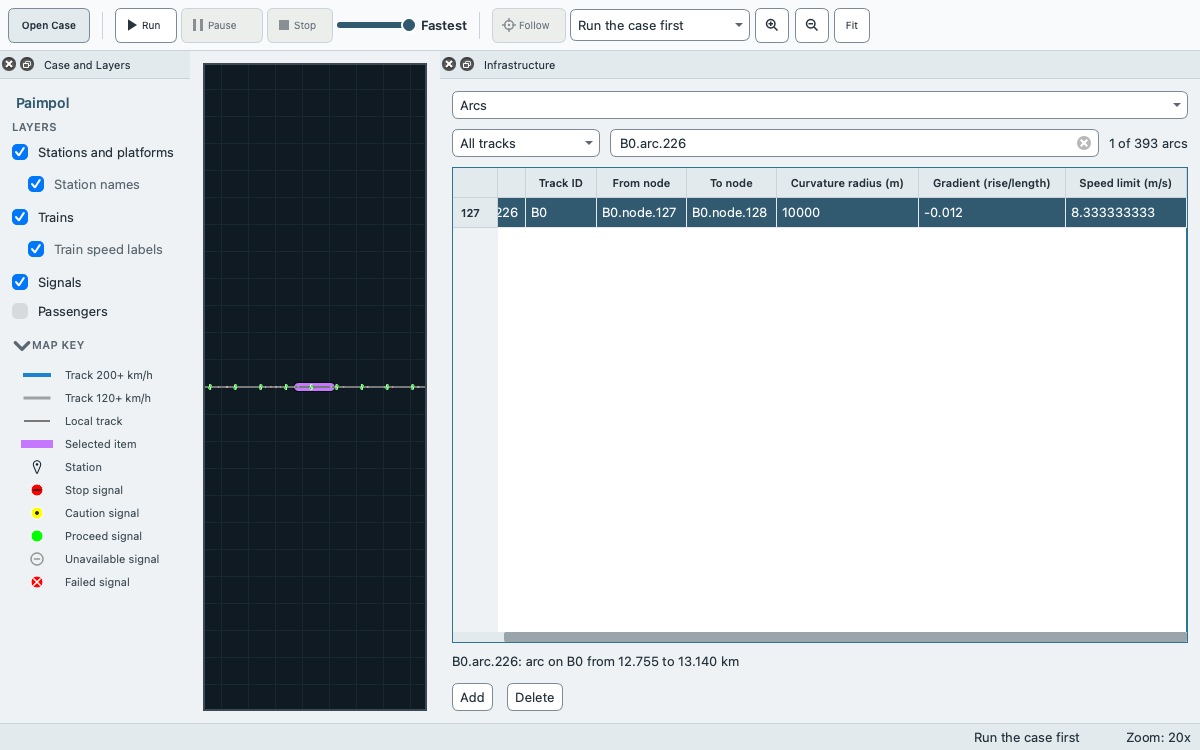 Open Case
Run
Pause
Stop
Fastest
Follow
Run the case first
Fit
Case and Layers
Infrastructure
Paimpol
LAYERS
Stations and platforms
Station names
Trains
Train speed labels
Signals
Passengers
MAP KEY
Track 200+ km/h
Track 120+ km/h
Local track
Selected item
Station
Stop signal
Caution signal
Proceed signal
Unavailable signal
Failed signal
Arcs
All tracks
B0.arc.226
1 of 393 arcs
Track ID From node To node Curvature radius (m) Gradient (rise/length) Speed limit (m/s)
127 226 B0 B0.node.127 B0.node.128 10000 -0.012 8.333333333
B0.arc.226: arc on B0 from 12.755 to 13.140 km
Add Delete
Run the case first Zoom: 20x